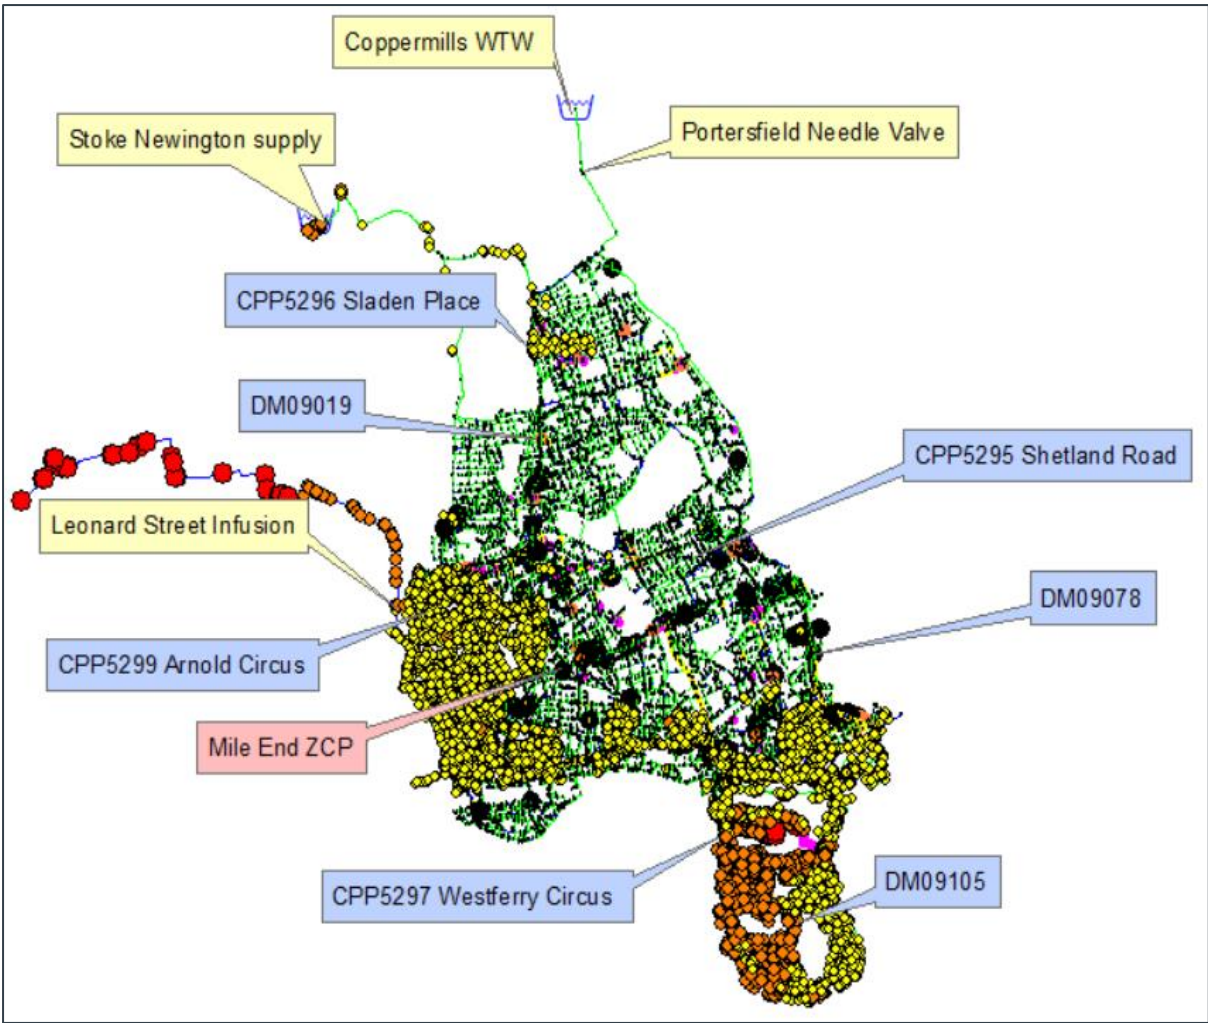 Coppermills WTW
Stoke Newington supply
Portersfield Needle Valve
CPP5296 Sladen Place
DM09019
CPP5295 Shetland Road
Leonard Street Infusion
DM09078
CPP5299 Arnold Circus
Mile End ZCP
CPP5297 Westferry Circus
DM09105